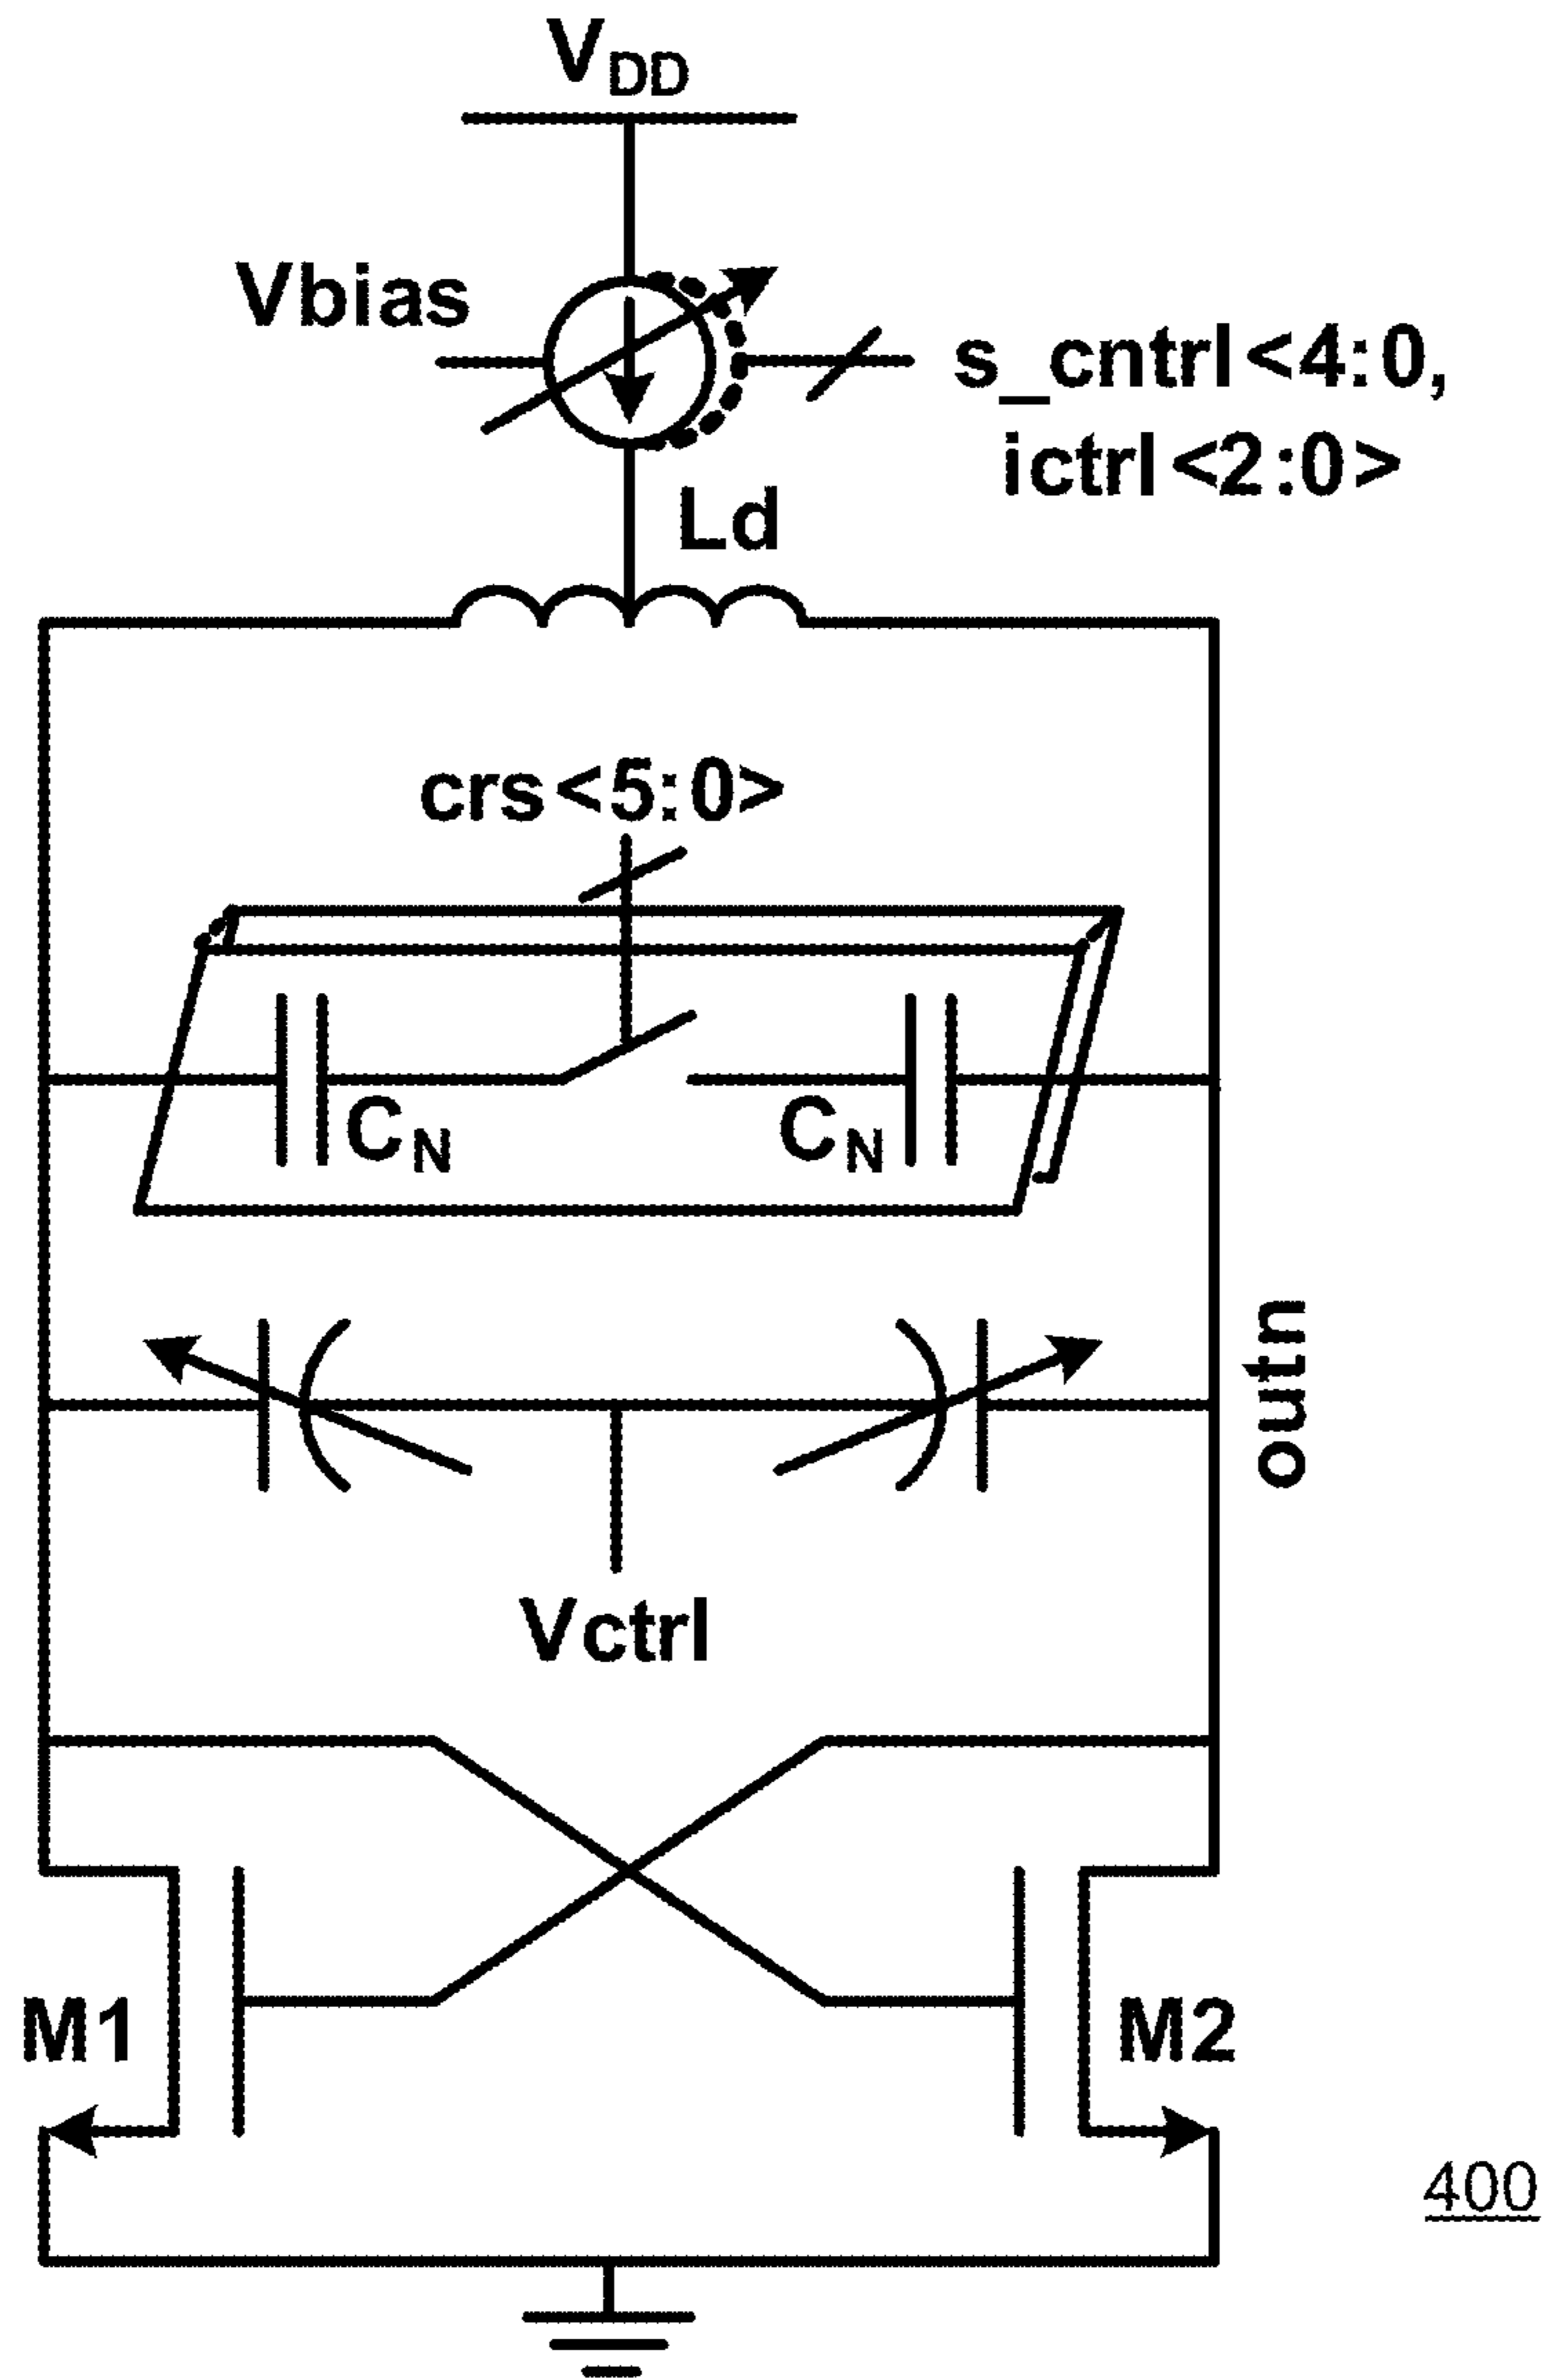 VDD
Vbias
s_cntrl<4:0,
ictrl<2:0>
Ld
crs<5:0>
CN
CN
outn
Vctrl
M1
M2
400